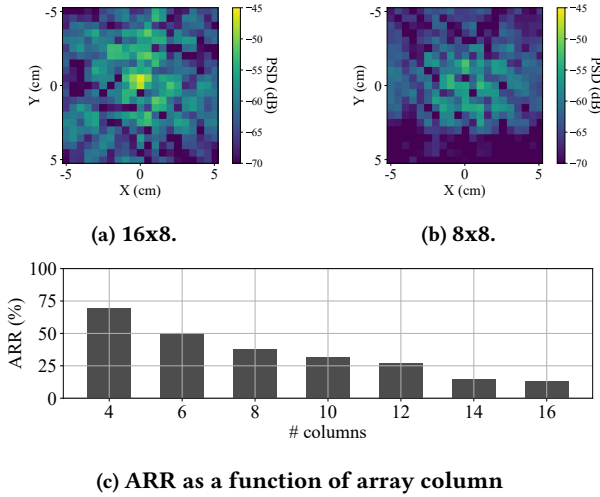 -5
0
5
Y (cm)
-5 0 5
X (cm)
-45
-50
-55
-60
-65
-70
PSD (dB)
(a) 16x8.
-5
0
5
Y (cm)
-5 0 5
X (cm)
-45
-50
-55
-60
-65
-70
PSD (dB)
(b) 8x8.
100
75
50
25
0
ARR (%)
4 6 8 10 12 14 16
# columns
(c) ARR as a function of array column